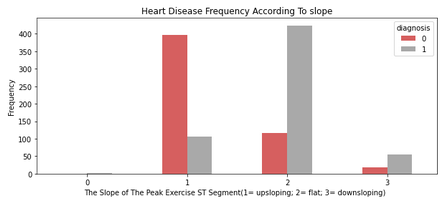 Heart Disease Frequency According To slope
diagnosis
0
1
400
350
300
250
200
150
100
50
0
Frequency
0 1 2 3
The Slope of The Peak Exercise ST Segment(1= upsloping; 2= flat; 3= downsloping)